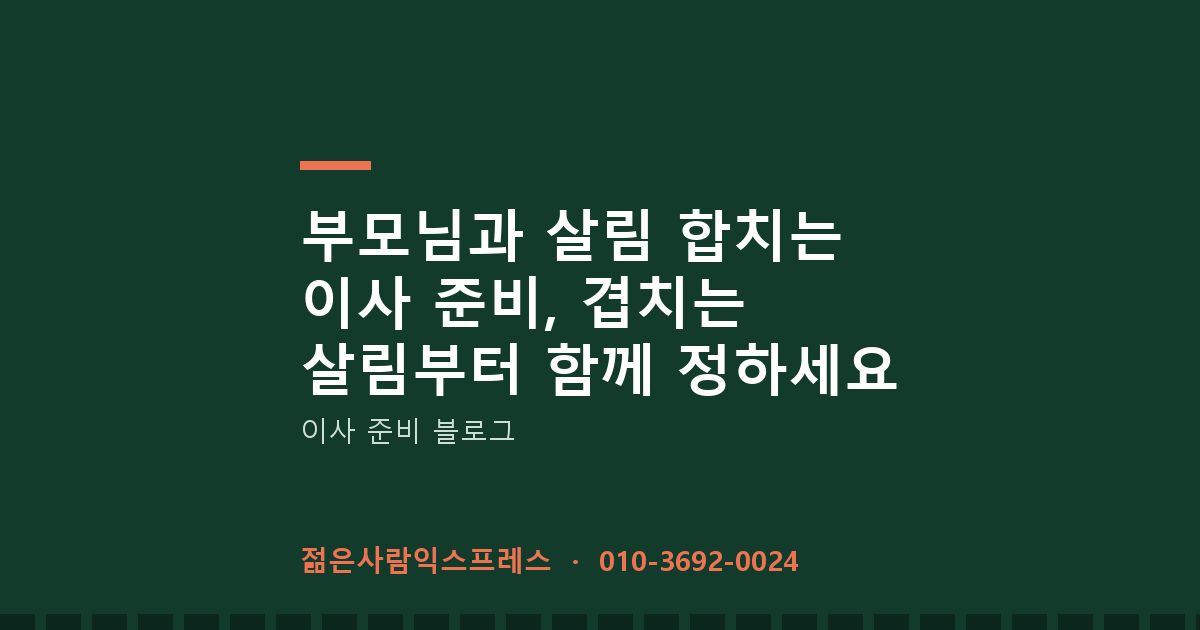 부모님과 살림 합치는
이사 준비, 겹치는
살림부터 함께 정하세요
이사 준비 블로그
젊은사람익스프레스 · 010-3692-0024